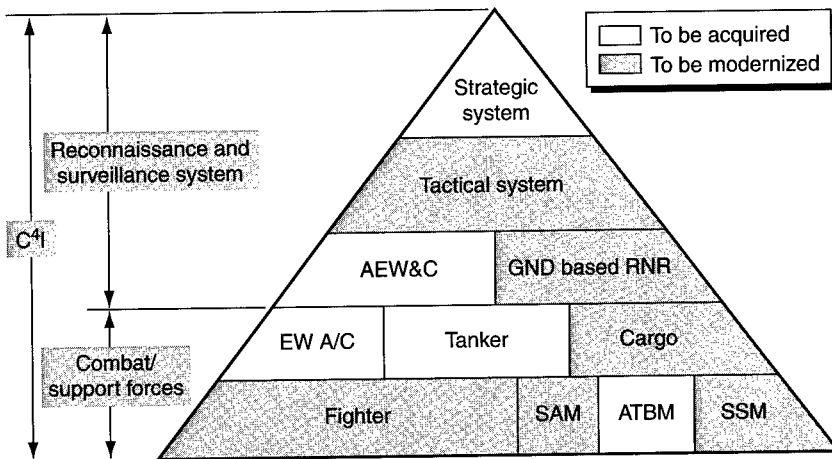 To be acquired
To be modernized
Strategic
system
Reconnaissance and
surveillance system
Tactical system
C⁴I
AEW&C
GND based RNR
EW A/C
Tanker
Cargo
Combat/
support forces
Fighter
SAM
ATBM
SSM